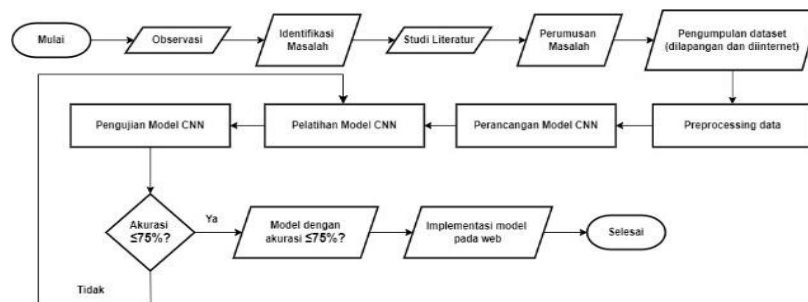 Mulai
Observasi
Identifikasi
Masalah
Studi Literatur
Perumusan
Masalah
Pengumpulan dataset
(dilapangan dan diinternet)
Pengujian Model CNN
Pelatihan Model CNN
Perancangan Model CNN
Preprocessing data
Akurasi
≤75%?
Ya
Model dengan
akurasi ≤75%?
Implementasi model
pada web
Selesai
Tidak